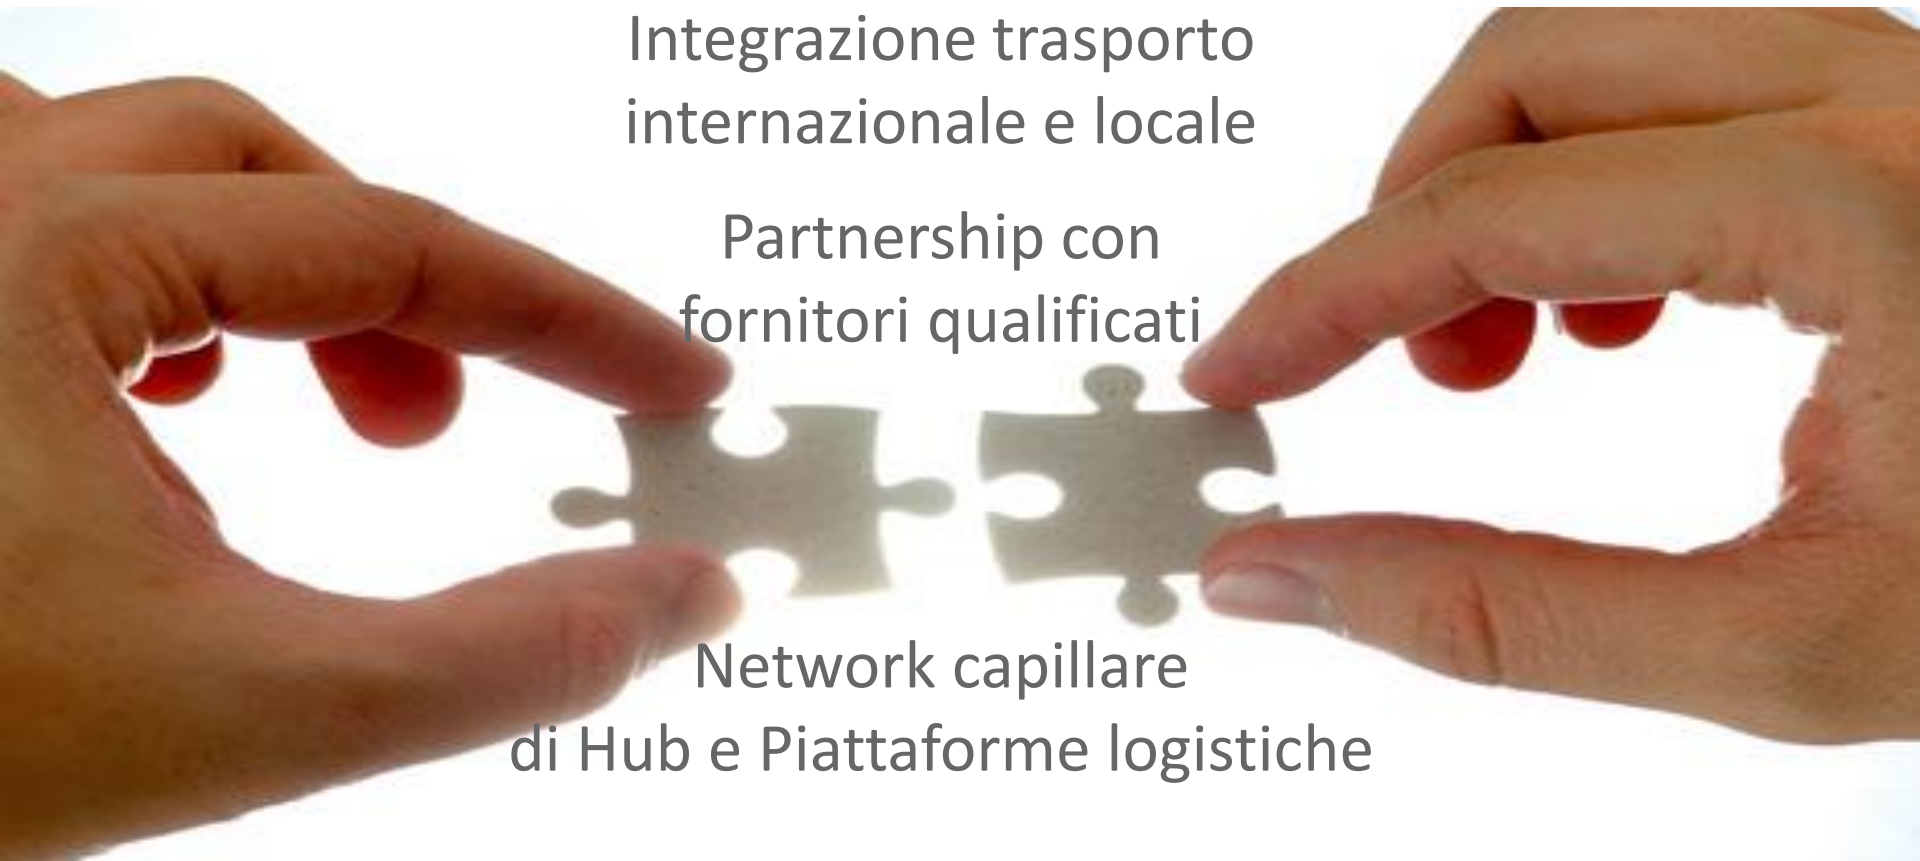 Integrazione trasporto
internazionale e locale
Partnership con
fornitori qualificati
Network capillare
di Hub e Piattaforme logistiche